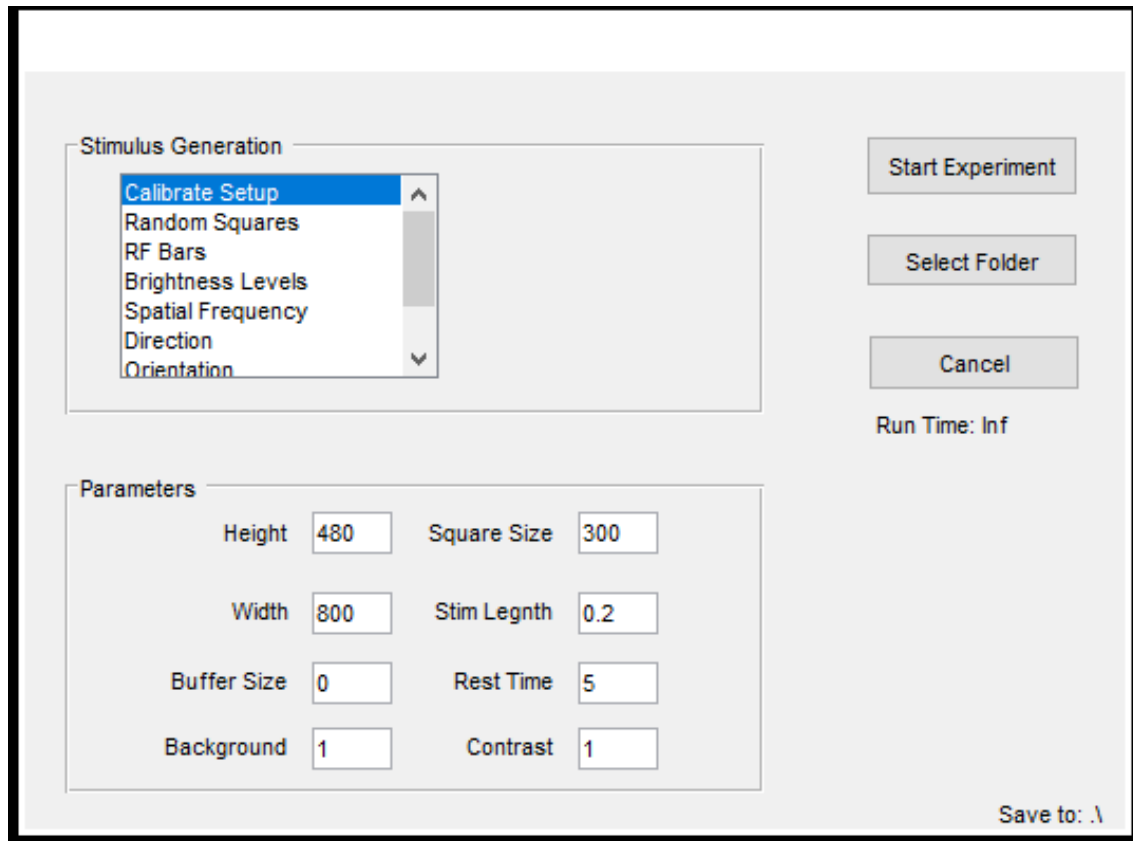 Stimulus Generation
Calibrate Setup
Random Squares
RF Bars
Brightness Levels
Spatial Frequency
Direction
Orientation
Start Experiment
Select Folder
Cancel
Run Time: Inf
Parameters
Height 480 Square Size 300
Width 800 Stim Legnth 0.2
Buffer Size 0 Rest Time 5
Background 1 Contrast 1
Save to: .\